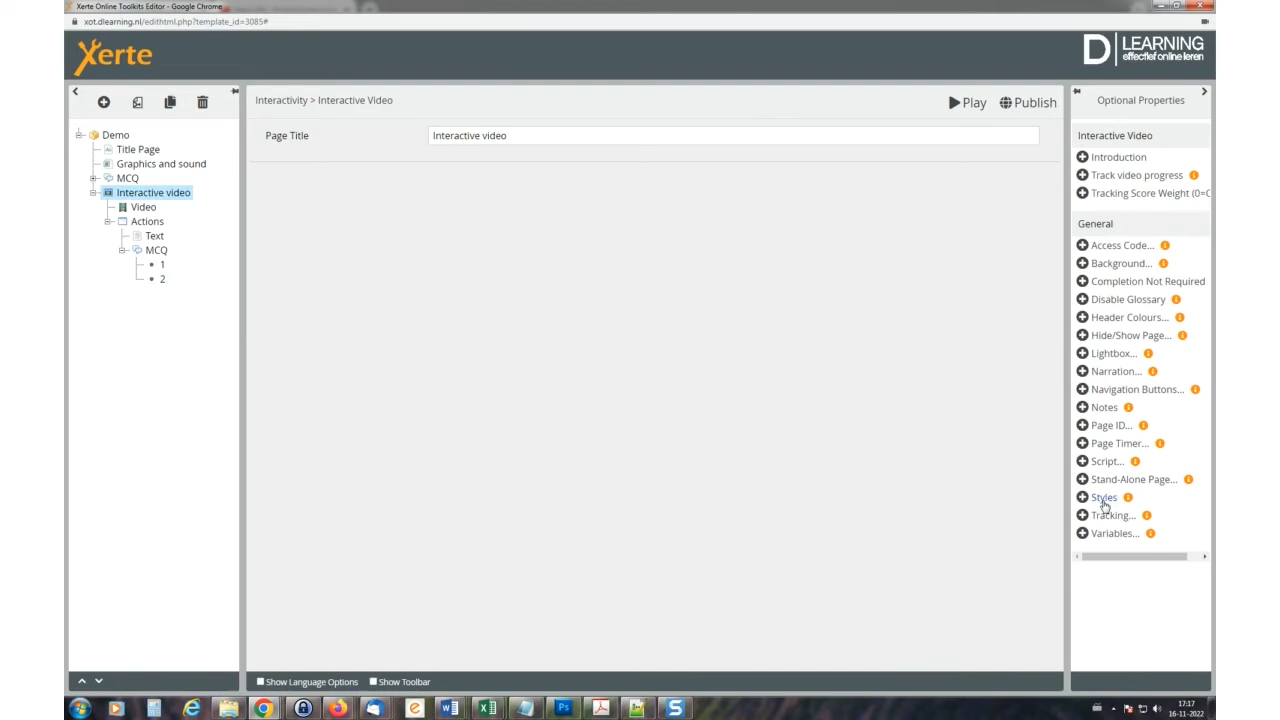 Xerte Online Toolkits Editor - Google Chrome
xot.dlearning.nl/edithtml.php?template_id=3085#
Xerte
D LEARNING
effectief online leren
Demo
Title Page
Graphics and sound
MCQ
Interactive video
Video
Actions
Text
MCQ
1
2
Interactivity > Interactive Video
Play
Publish
Page Title
Interactive video
Optional Properties
Interactive Video
Introduction
Track video progress
Tracking Score Weight (0=
General
Access Code...
Background...
Completion Not Required
Disable Glossary
Header Colours...
Hide/Show Page...
Lightbox...
Narration...
Navigation Buttons...
Notes
Page ID...
Page Timer...
Script...
Stand-Alone Page...
Styles
Tracking...
Variables...
Show Language Options
Show Toolbar
17:17
16-11-2022